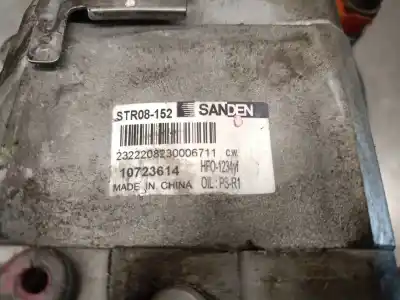 STR08-152 SANDEN
2322208230006711 C.W.
10723614 HFO-1234yf
MADE IN CHINA OIL: PS-R1